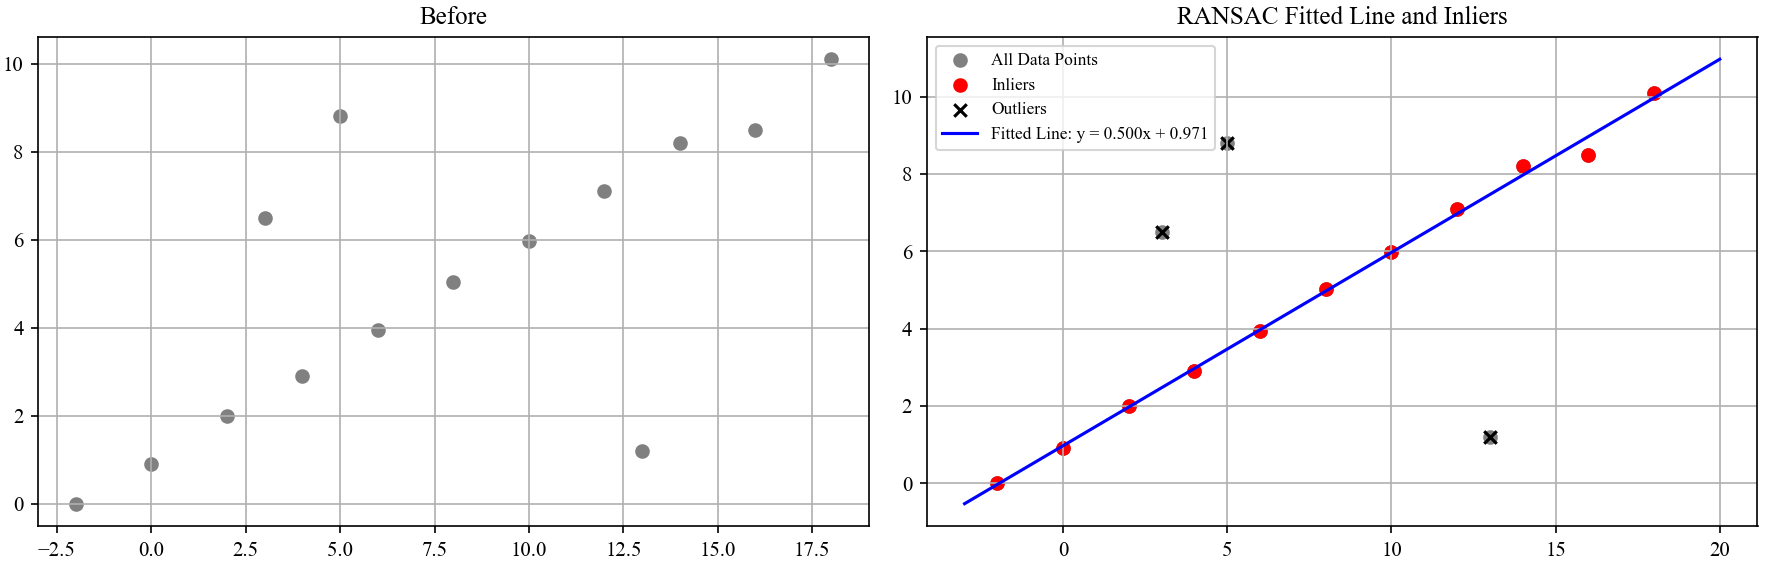 Before
10
8
6
4
2
0
−2.5 0.0 2.5 5.0 7.5 10.0 12.5 15.0 17.5
RANSAC Fitted Line and Inliers
All Data Points
Inliers
Outliers
Fitted Line: y = 0.500x + 0.971
10
8
6
4
2
0
0 5 10 15 20